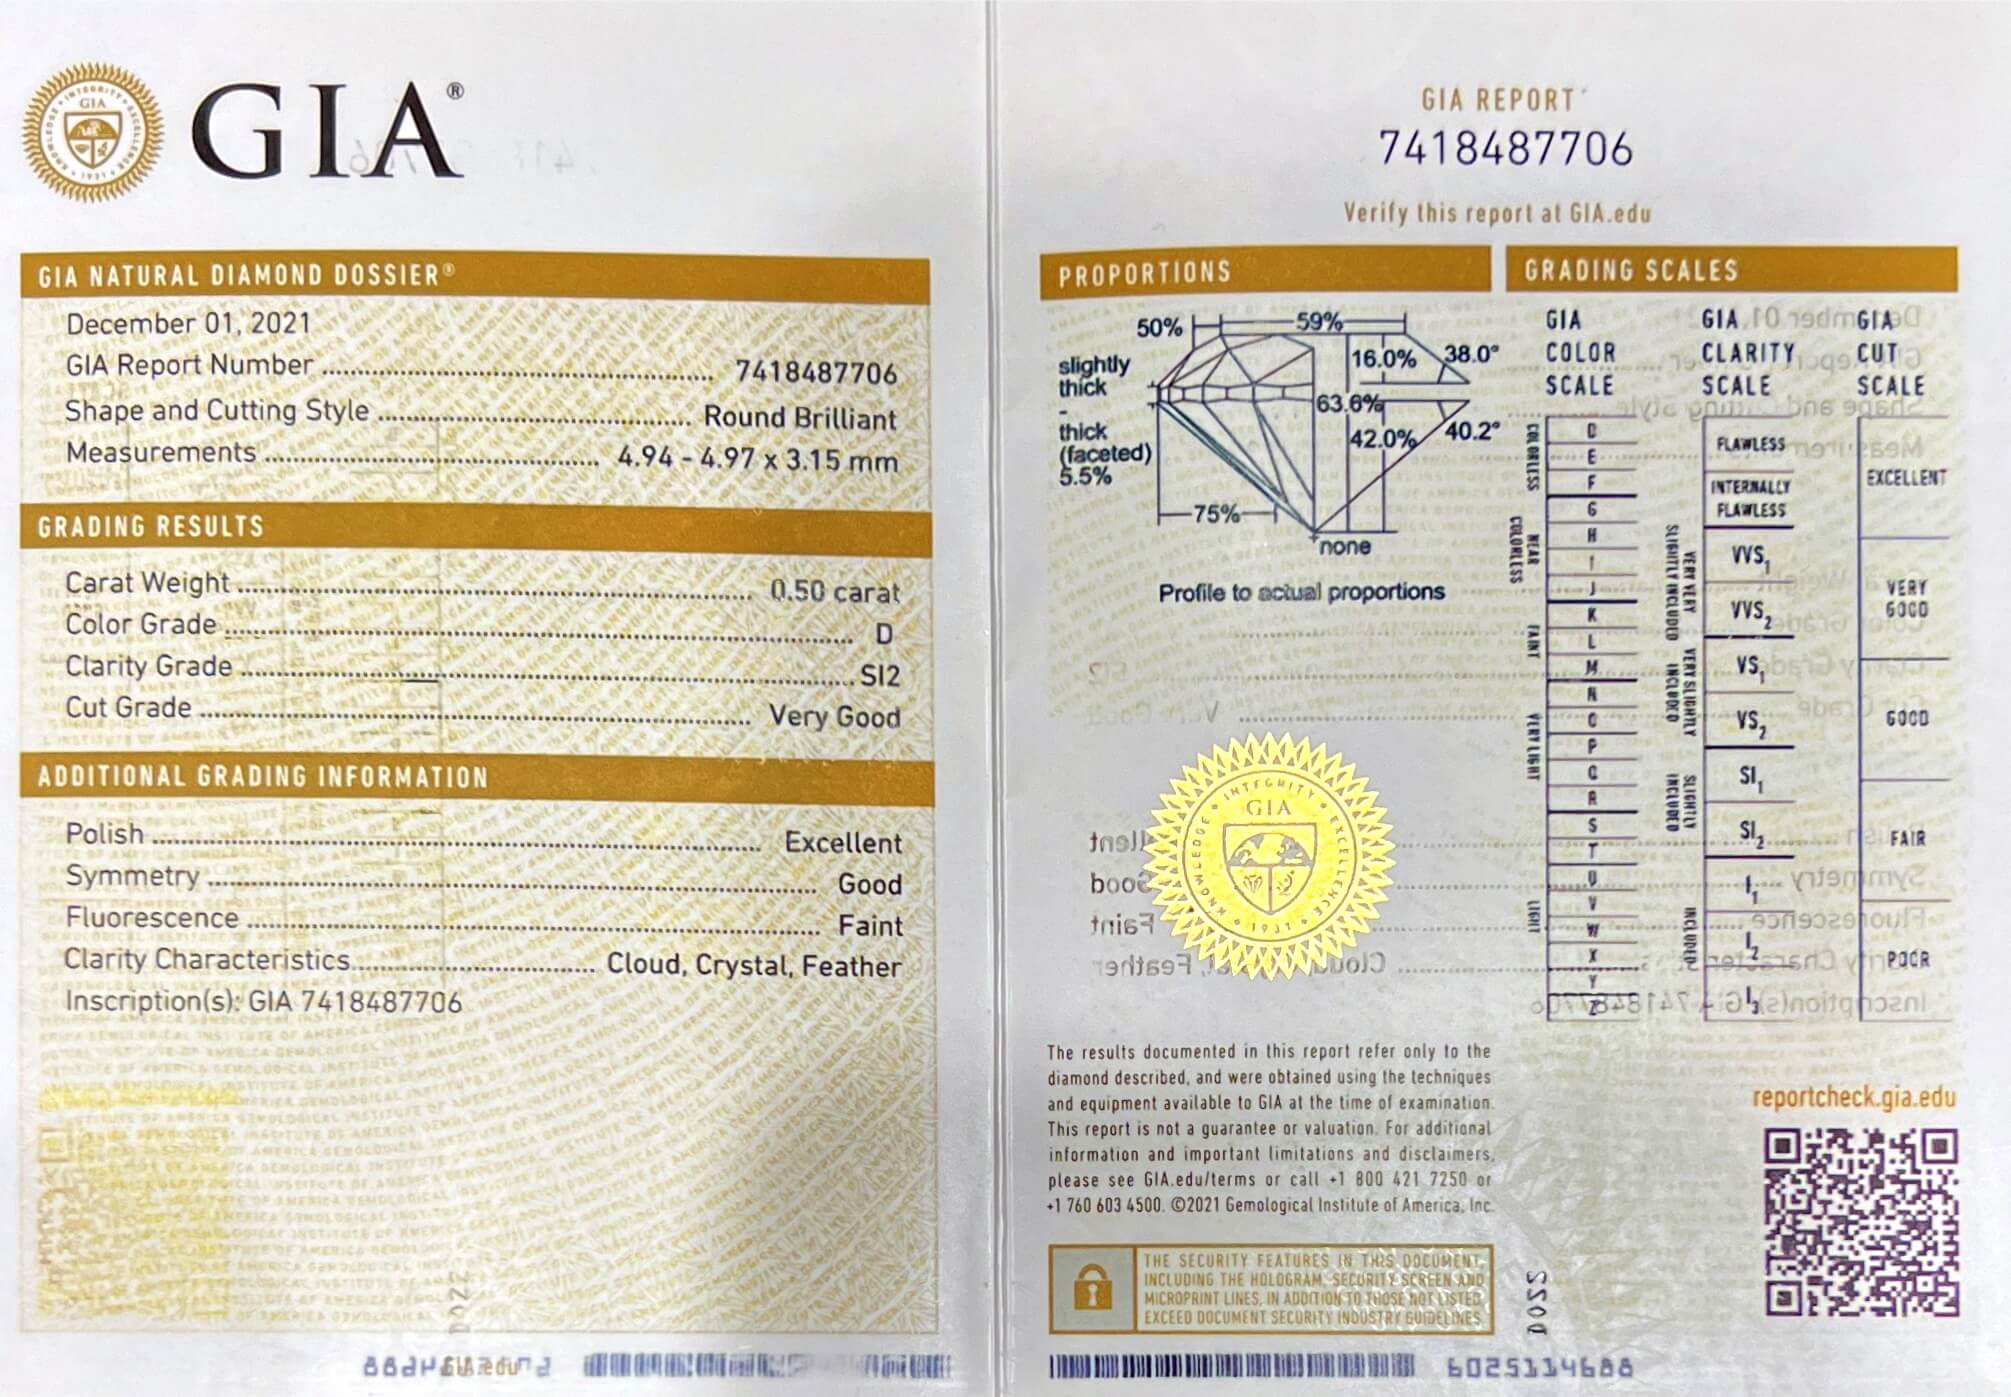 GIA®
GIA NATURAL DIAMOND DOSSIER®
December 01, 2021
GIA Report Number 7418487706
Shape and Cutting Style Round Brilliant
Measurements 4.94 - 4.97 x 3.15 mm
GRADING RESULTS
Carat Weight 0.50 carat
Color Grade D
Clarity Grade SI2
Cut Grade Very Good
ADDITIONAL GRADING INFORMATION
Polish Excellent
Symmetry Good
Fluorescence Faint
Clarity Characteristics Cloud, Crystal, Feather
Inscription(s): GIA 7418487706
GIA.edu
GIA REPORT
7418487706
Verify this report at GIA.edu
PROPORTIONS
50%
59%
slightly
thick
-
thick
(faceted)
5.5%
16.0%
38.0°
63.6%
42.0%
40.2°
75%
none
Profile to actual proportions
INTEGRITY
GIA
KNOWLEDGE
EXCELLENCE
1931
GRADING SCALES
GIA
COLOR
SCALE
COLORLESS
D
E
F
NEAR
COLORLESS
G
H
I
J
FAINT
K
L
M
VERY LIGHT
N
O
P
Q
R
LIGHT
S
T
U
V
W
X
Y
Z
GIA
CLARITY
SCALE
FLAWLESS
INTERNALLY
FLAWLESS
VERY VERY
SLIGHTLY INCLUDED
VVS1
VVS2
VERY SLIGHTLY
INCLUDED
VS1
VS2
SLIGHTLY
INCLUDED
SI1
SI2
INCLUDED
I1
I2
I3
GIA
CUT
SCALE
EXCELLENT
VERY
GOOD
GOOD
FAIR
POOR
The results documented in this report refer only to the
diamond described, and were obtained using the techniques
and equipment available to GIA at the time of examination.
This report is not a guarantee or valuation. For additional
information and important limitations and disclaimers,
please see GIA.edu/terms or call +1 800 421 7250 or
+1 760 603 4500. ©2021 Gemological Institute of America, Inc.
reportcheck.gia.edu
THE SECURITY FEATURES IN THIS DOCUMENT,
INCLUDING THE HOLOGRAM, SECURITY SCREEN AND
MICROPRINT LINES, IN ADDITION TO THOSE NOT LISTED
EXCEED DOCUMENT SECURITY INDUSTRY GUIDELINES.